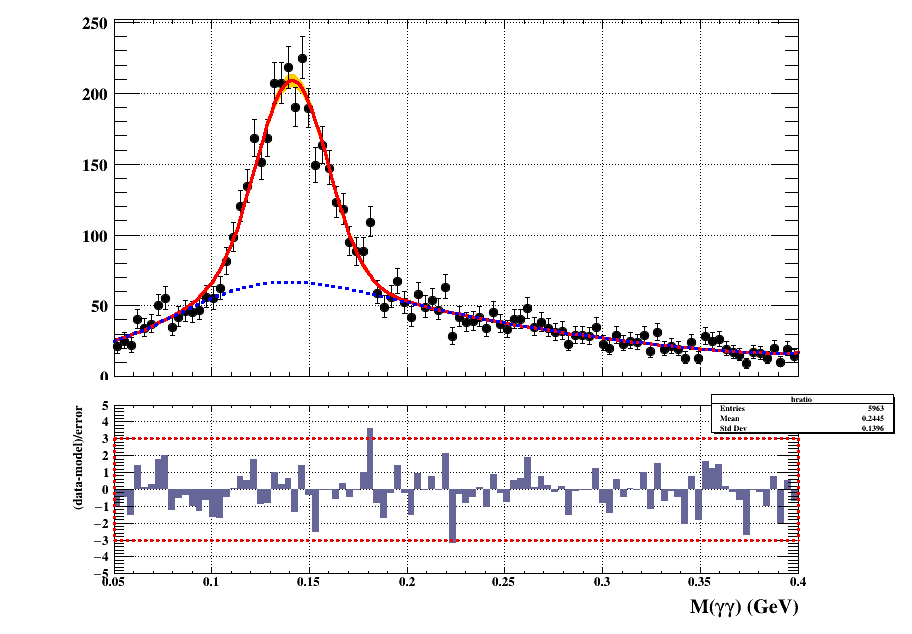 250
200
150
100
50
0
hratio
Entries 5963
Mean 0.2445
Std Dev 0.1396
(data-model)/error
5
4
3
2
1
0
−1
−2
−3
−4
−5
0.05 0.1 0.15 0.2 0.25 0.3 0.35 0.4
M(γγ) (GeV)